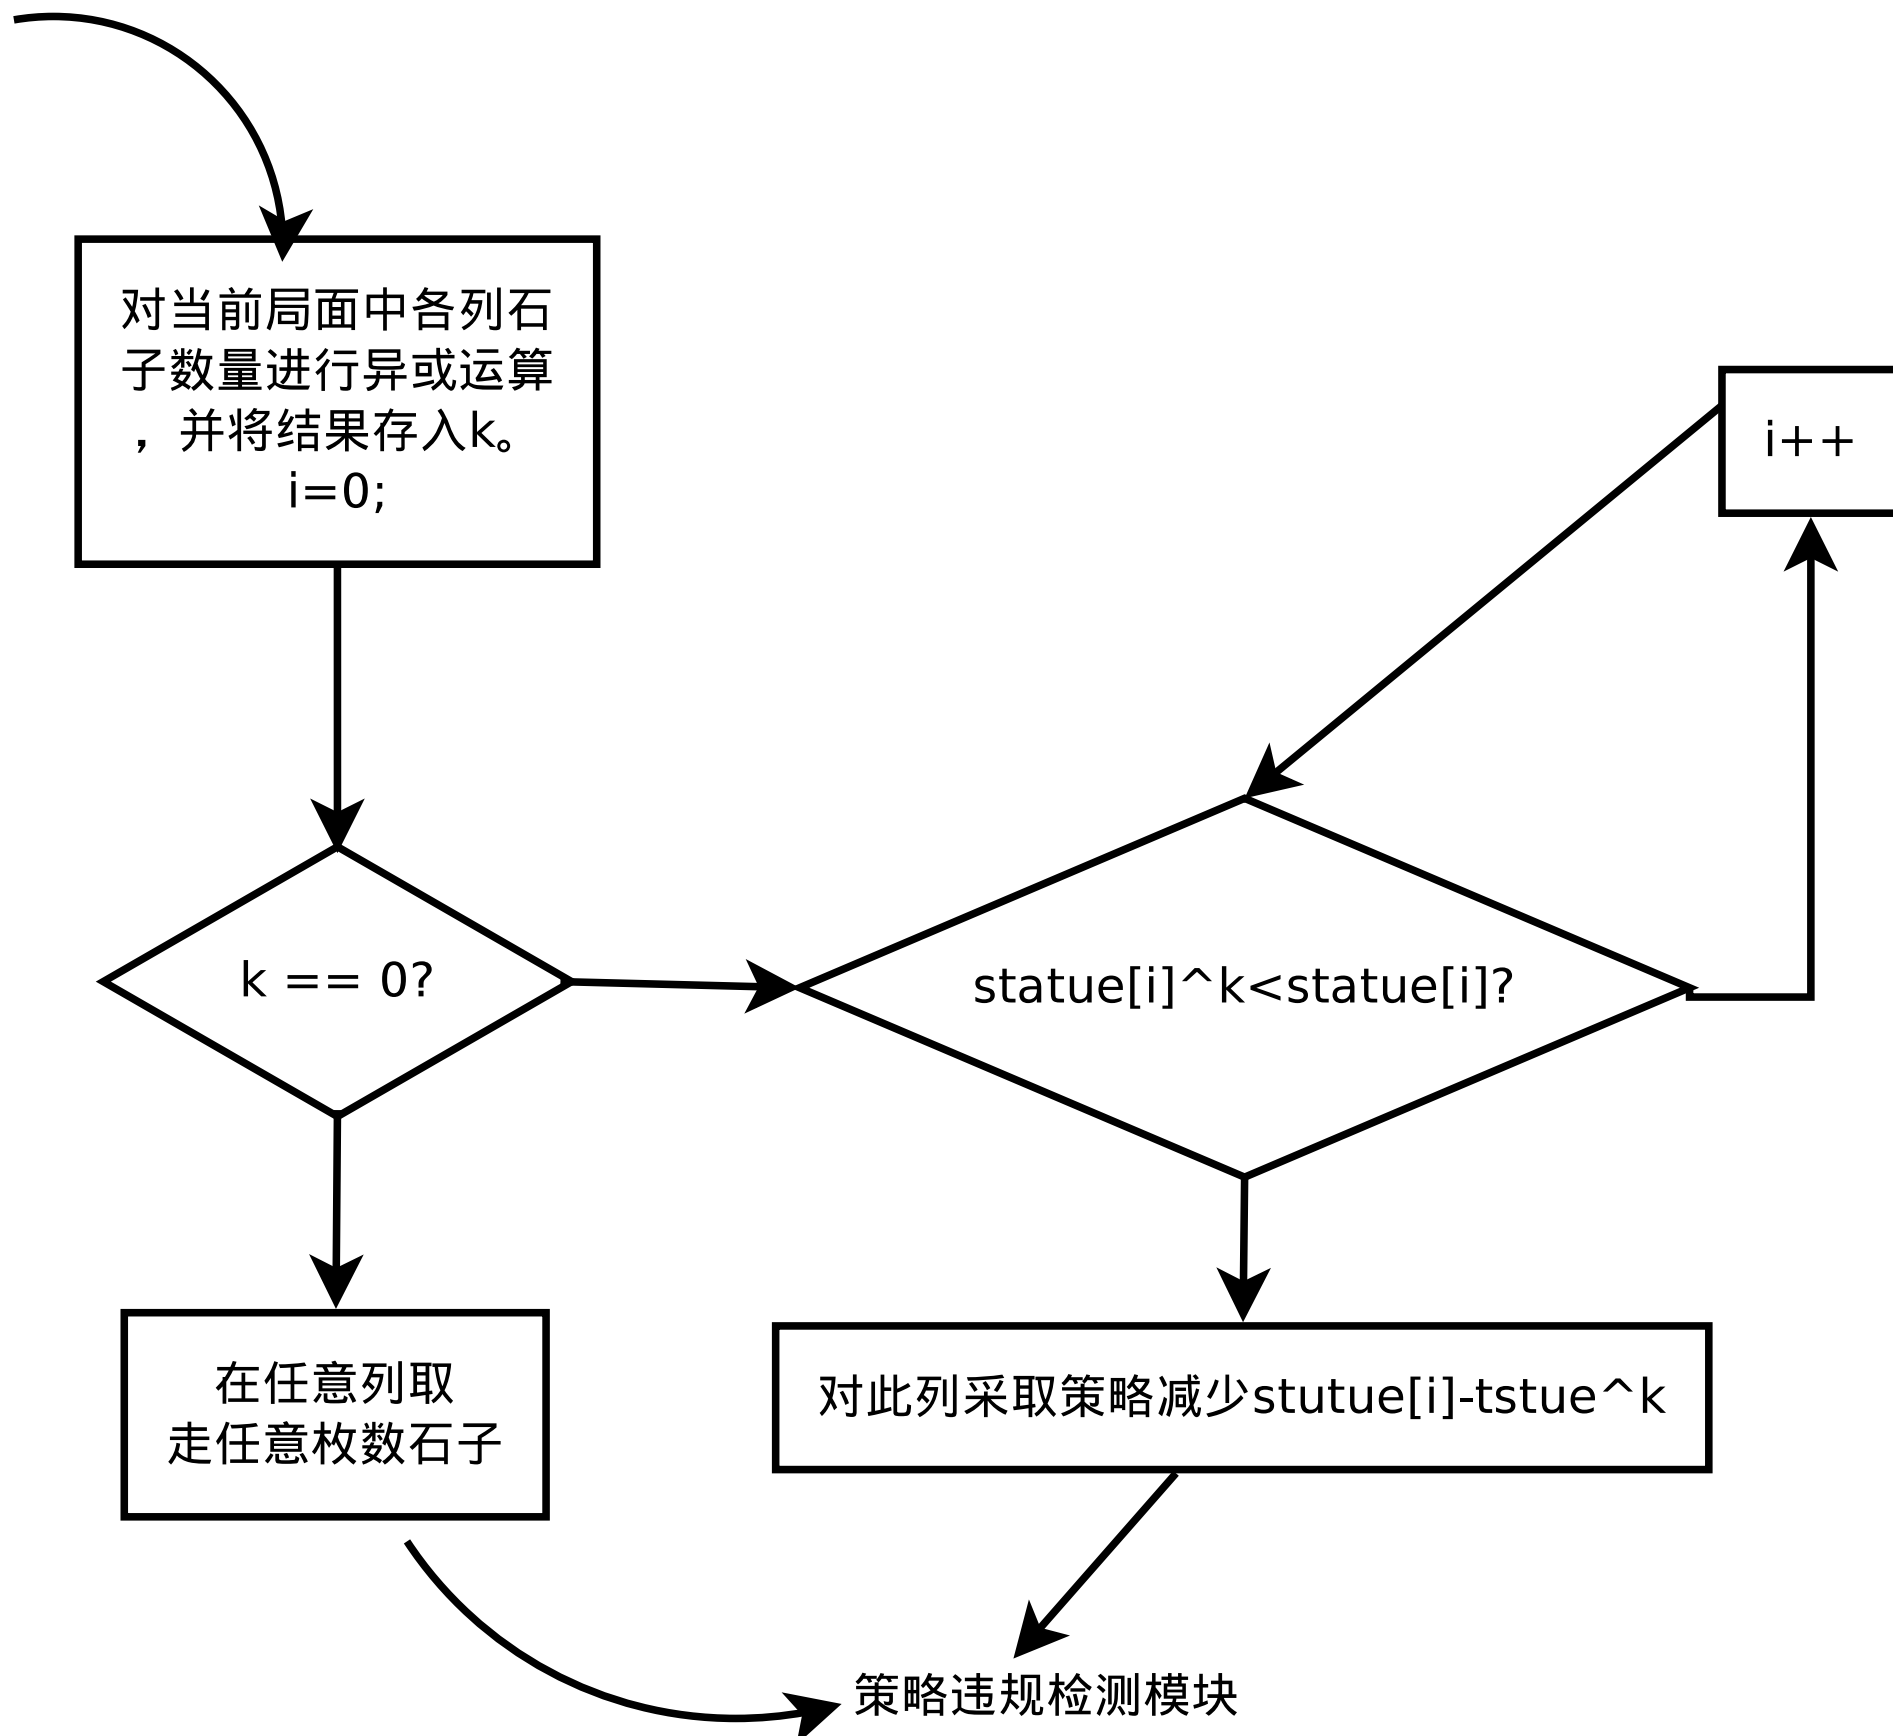 对当前局面中各列石
子数量进行异或运算
，并将结果存入k。
i=0;
i++
k == 0?
statue[i]^k<statue[i]?
在任意列取
走任意枚数石子
对此列采取策略减少stutue[i]-tstue^k
策略违规检测模块